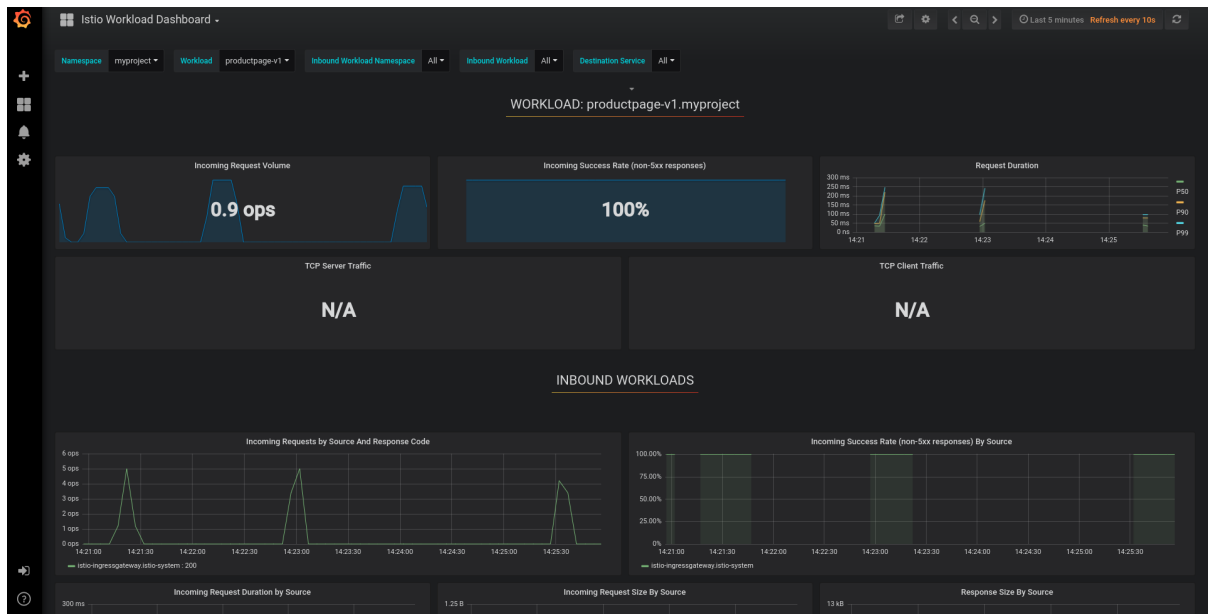 Istio Workload Dashboard
Last 5 minutes Refresh every 10s
Namespace myproject Workload productpage-v1 Inbound Workload Namespace All Inbound Workload All Destination Service All
WORKLOAD: productpage-v1.myproject
Incoming Request Volume
0.9 ops
Incoming Success Rate (non-5xx responses)
100%
Request Duration
300 ms
250 ms
200 ms
150 ms
100 ms
50 ms
0 ns
14:21 14:22 14:23 14:24 14:25
P50
P90
P99
TCP Server Traffic
N/A
TCP Client Traffic
N/A
INBOUND WORKLOADS
Incoming Requests by Source And Response Code
6 ops
5 ops
4 ops
3 ops
2 ops
1 ops
0 ops
14:21:00 14:21:30 14:22:00 14:22:30 14:23:00 14:23:30 14:24:00 14:24:30 14:25:00 14:25:30
istio-ingressgateway.istio-system : 200
Incoming Success Rate (non-5xx responses) By Source
100.00%
75.00%
50.00%
25.00%
0%
14:21:00 14:21:30 14:22:00 14:22:30 14:23:00 14:23:30 14:24:00 14:24:30 14:25:00 14:25:30
istio-ingressgateway.istio-system
Incoming Request Duration by Source
300 ms
Incoming Request Size By Source
1.25 B
Response Size By Source
13 kB